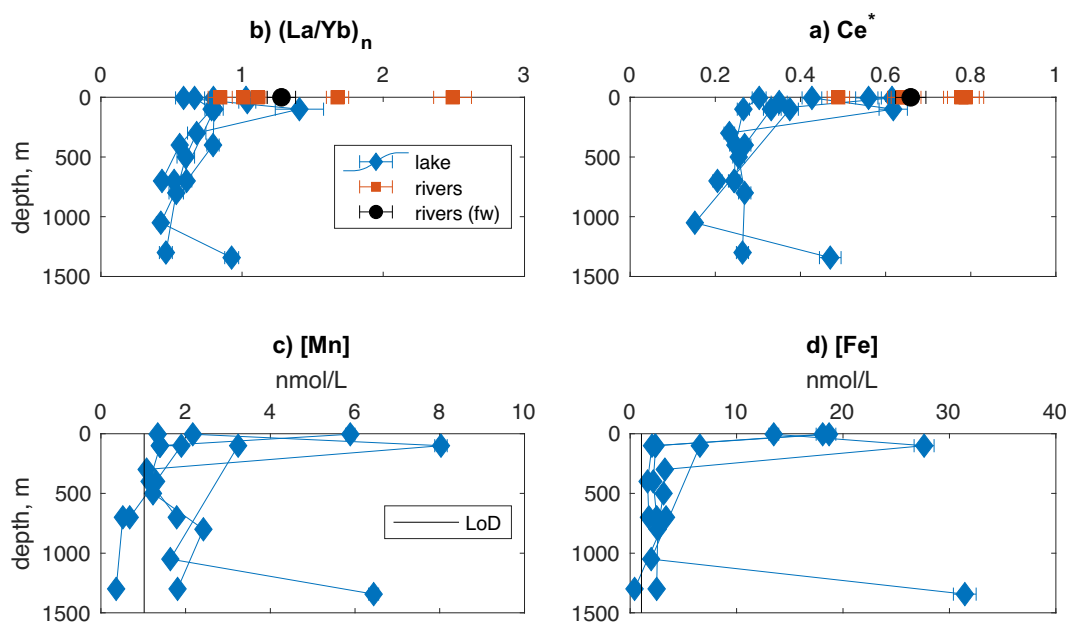 b) (La/Yb)n
0 1 2 3
0
500
1000
1500
depth, m
lake
rivers
rivers (fw)
a) Ce*
0 0.2 0.4 0.6 0.8 1
0
500
1000
1500
c) [Mn]
nmol/L
0 2 4 6 8 10
0
500
1000
1500
depth, m
LoD
d) [Fe]
nmol/L
0 10 20 30 40
0
500
1000
1500